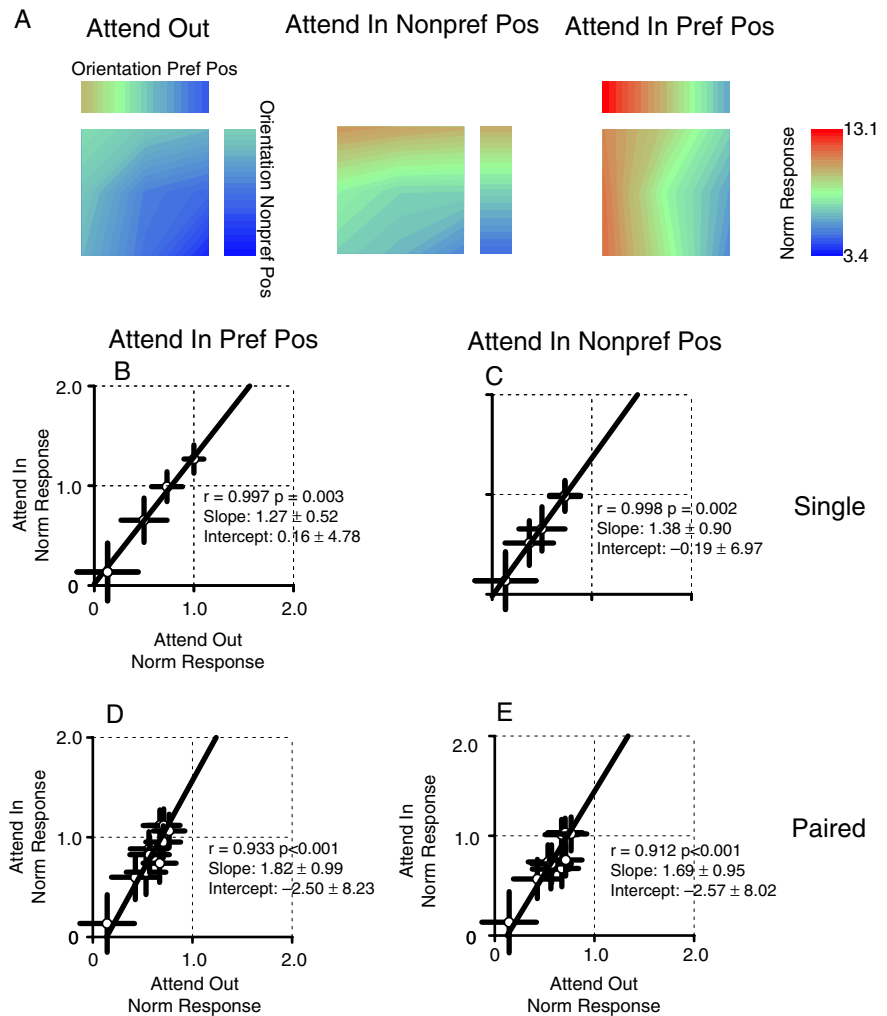 A
Attend Out
Attend In Nonpref Pos
Attend In Pref Pos
Orientation Pref Pos
Orientation Nonpref Pos
Norm Response
13.1
3.4
Attend In Pref Pos
Attend In Nonpref Pos
B
2.0
1.0
0
Attend In
Norm Response
r = 0.997 p = 0.003
Slope: 1.27 ± 0.52
Intercept: 0.16 ± 4.78
0
1.0
2.0
Attend Out
Norm Response
C
r = 0.998 p = 0.002
Slope: 1.38 ± 0.90
Intercept: –0.19 ± 6.97
Single
D
2.0
1.0
0
Attend In
Norm Response
r = 0.933 p<0.001
Slope: 1.82 ± 0.99
Intercept: –2.50 ± 8.23
0
1.0
2.0
Attend Out
Norm Response
E
2.0
1.0
0
Attend In
Norm Response
r = 0.912 p<0.001
Slope: 1.69 ± 0.95
Intercept: –2.57 ± 8.02
0
1.0
2.0
Attend Out
Norm Response
Paired